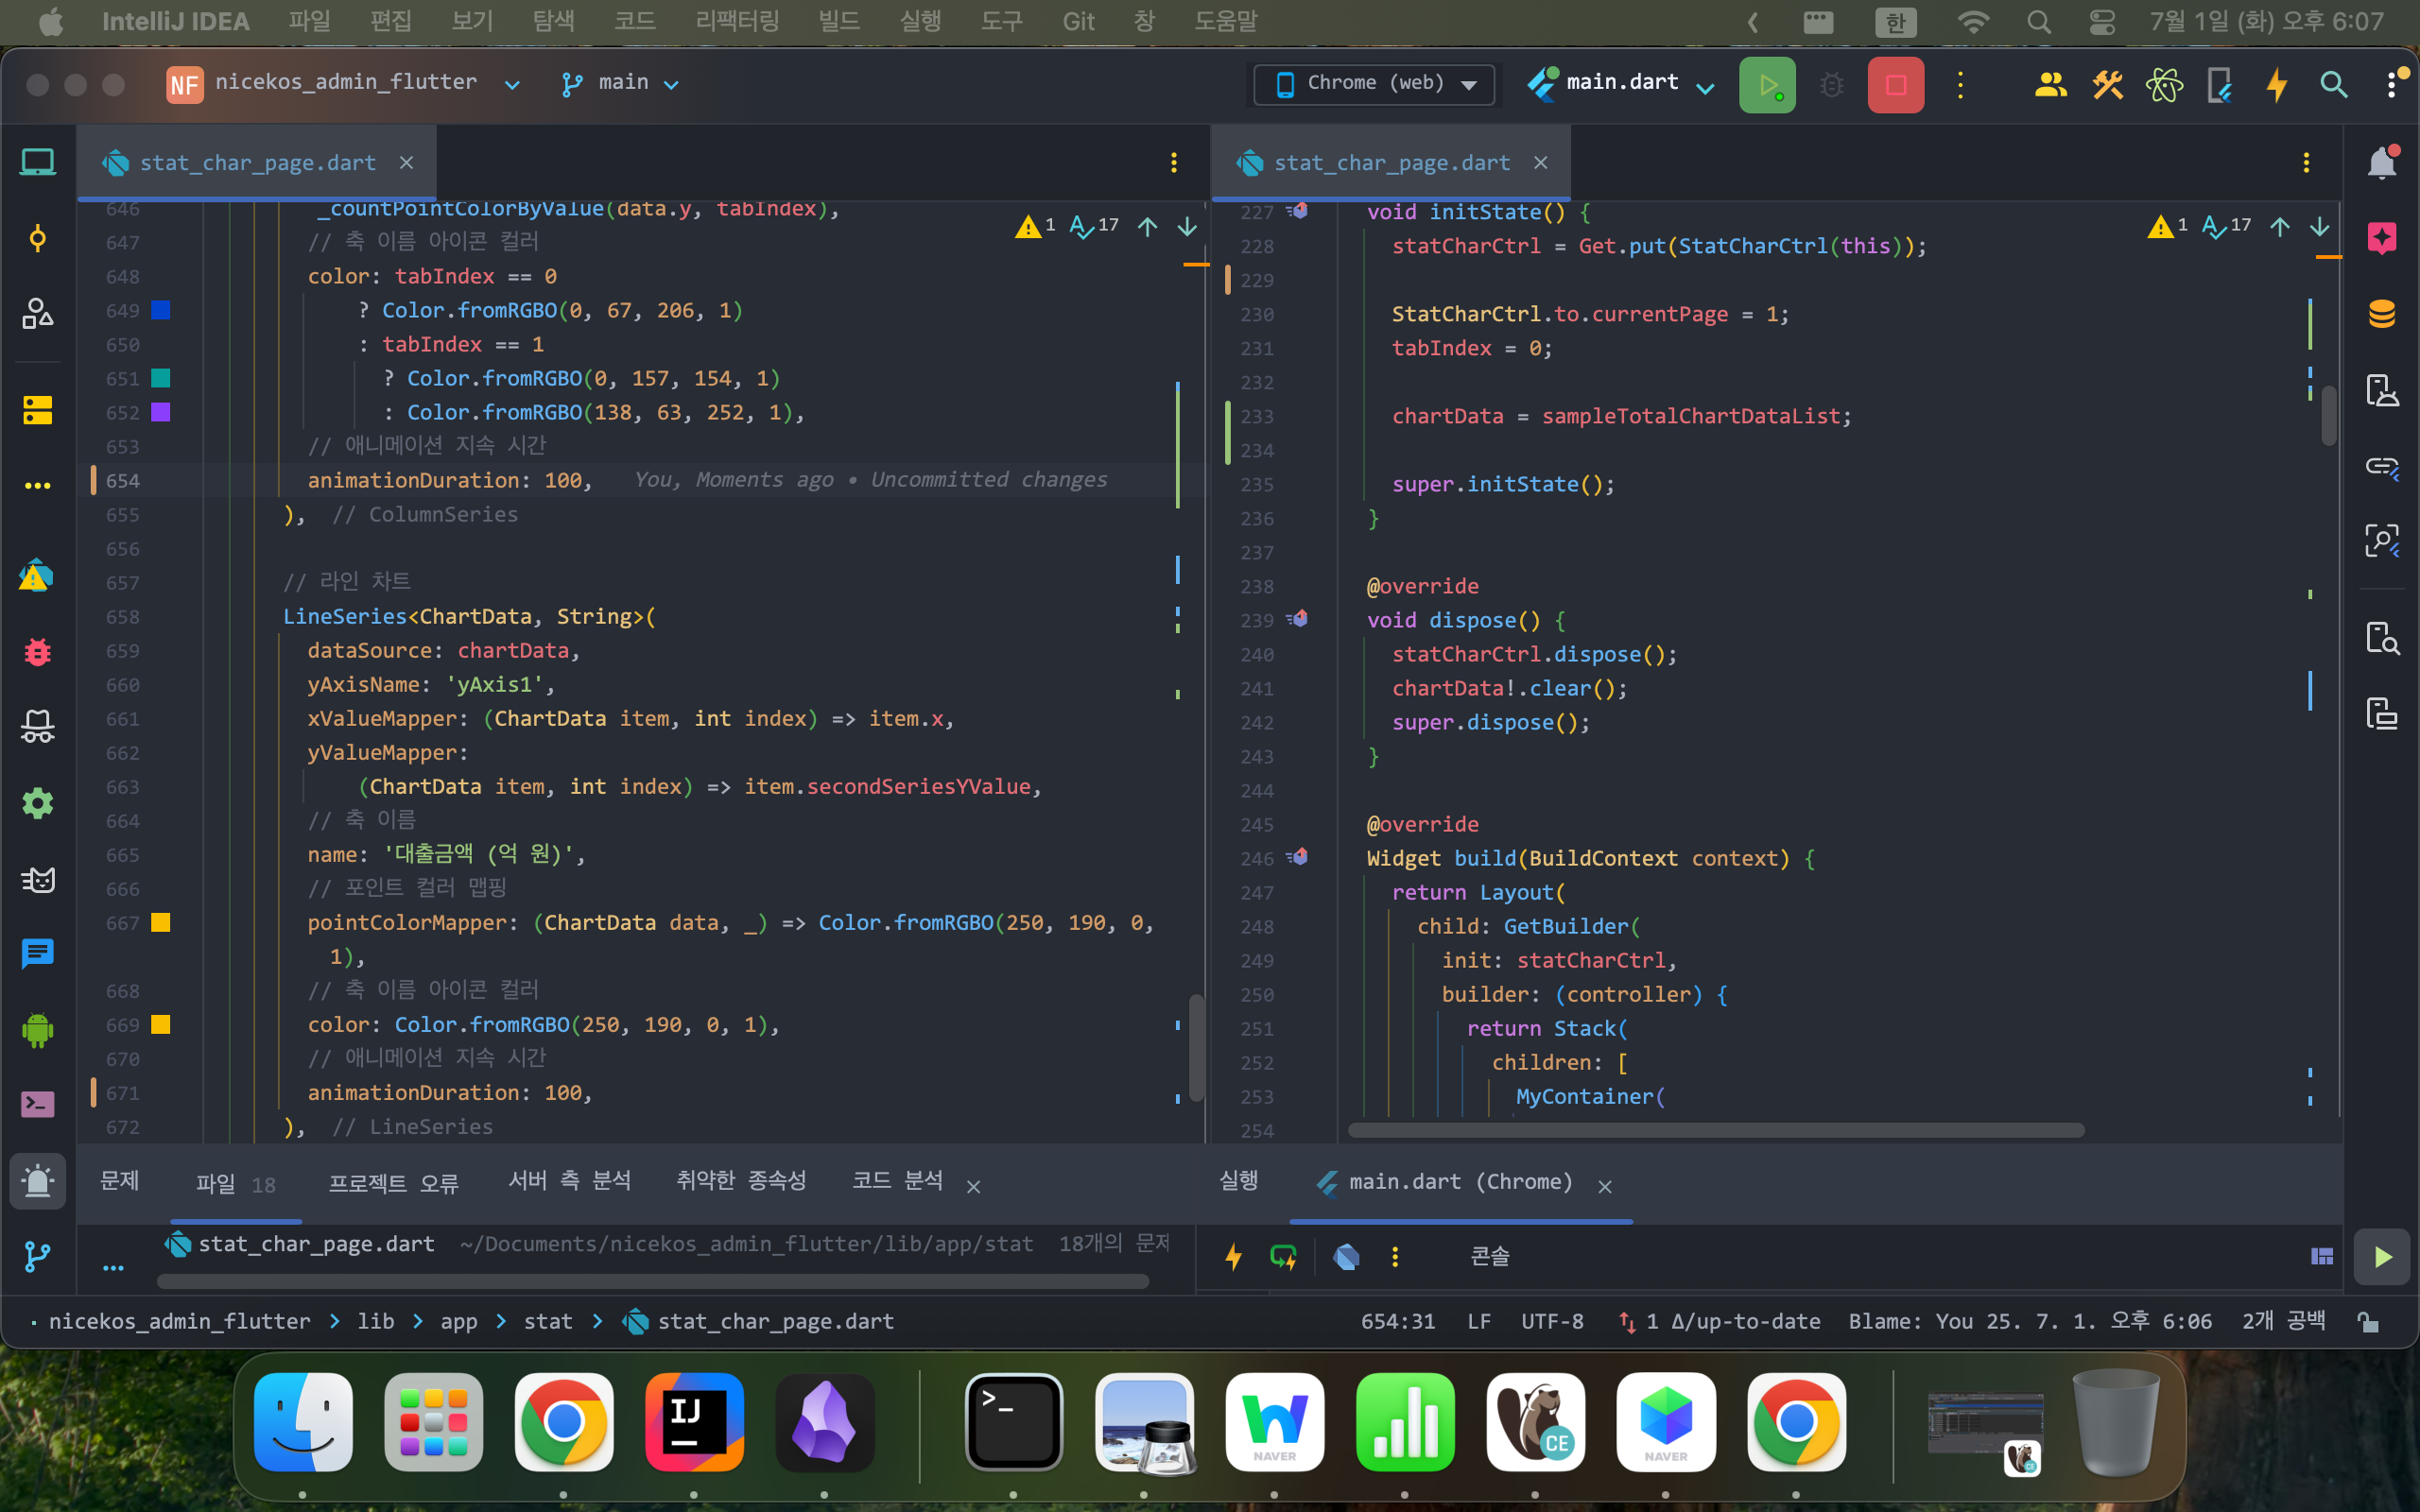 IntelliJ IDEA 파일 편집 보기 탐색 코드 리팩터링 빌드 실행 도구 Git 창 도움말 한 7월 1일 (화) 오후 6:07
NF nicekos_admin_flutter main Chrome (web) main.dart
stat_char_page.dart
646 _countPointColorByValue(data.y, tabIndex),
1 17
647 // 축 이름 아이콘 컬러
648 color: tabIndex == 0
649 ? Color.fromRGBO(0, 67, 206, 1)
650 : tabIndex == 1
651 ? Color.fromRGBO(0, 157, 154, 1)
652 : Color.fromRGBO(138, 63, 252, 1),
653 // 애니메이션 지속 시간
654 animationDuration: 100, You, Moments ago • Uncommitted changes
655 ), // ColumnSeries
656
657 // 라인 차트
658 LineSeries<ChartData, String>(
659 dataSource: chartData,
660 yAxisName: 'yAxis1',
661 xValueMapper: (ChartData item, int index) => item.x,
662 yValueMapper:
663 (ChartData item, int index) => item.secondSeriesYValue,
664 // 축 이름
665 name: '대출금액 (억 원)',
666 // 포인트 컬러 맵핑
667 pointColorMapper: (ChartData data, _) => Color.fromRGBO(250, 190, 0,
1),
668 // 축 이름 아이콘 컬러
669 color: Color.fromRGBO(250, 190, 0, 1),
670 // 애니메이션 지속 시간
671 animationDuration: 100,
672 ), // LineSeries
stat_char_page.dart
227 void initState() {
1 17
228 statCharCtrl = Get.put(StatCharCtrl(this));
229
230 StatCharCtrl.to.currentPage = 1;
231 tabIndex = 0;
232
233 chartData = sampleTotalChartDataList;
234
235 super.initState();
236 }
237
238 @override
239 void dispose() {
240 statCharCtrl.dispose();
241 chartData!.clear();
242 super.dispose();
243 }
244
245 @override
246 Widget build(BuildContext context) {
247 return Layout(
248 child: GetBuilder(
249 init: statCharCtrl,
250 builder: (controller) {
251 return Stack(
252 children: [
253 MyContainer(
254
문제 파일 18 프로젝트 오류 서버 측 분석 취약한 종속성 코드 분석
stat_char_page.dart ~/Documents/nicekos_admin_flutter/lib/app/stat 18개의 문제
실행 main.dart (Chrome)
콘솔
nicekos_admin_flutter lib app stat stat_char_page.dart 654:31 LF UTF-8 1 Δ/up-to-date Blame: You 25. 7. 1. 오후 6:06 2개 공백
IJ
>_
NAVER
CE
NAVER